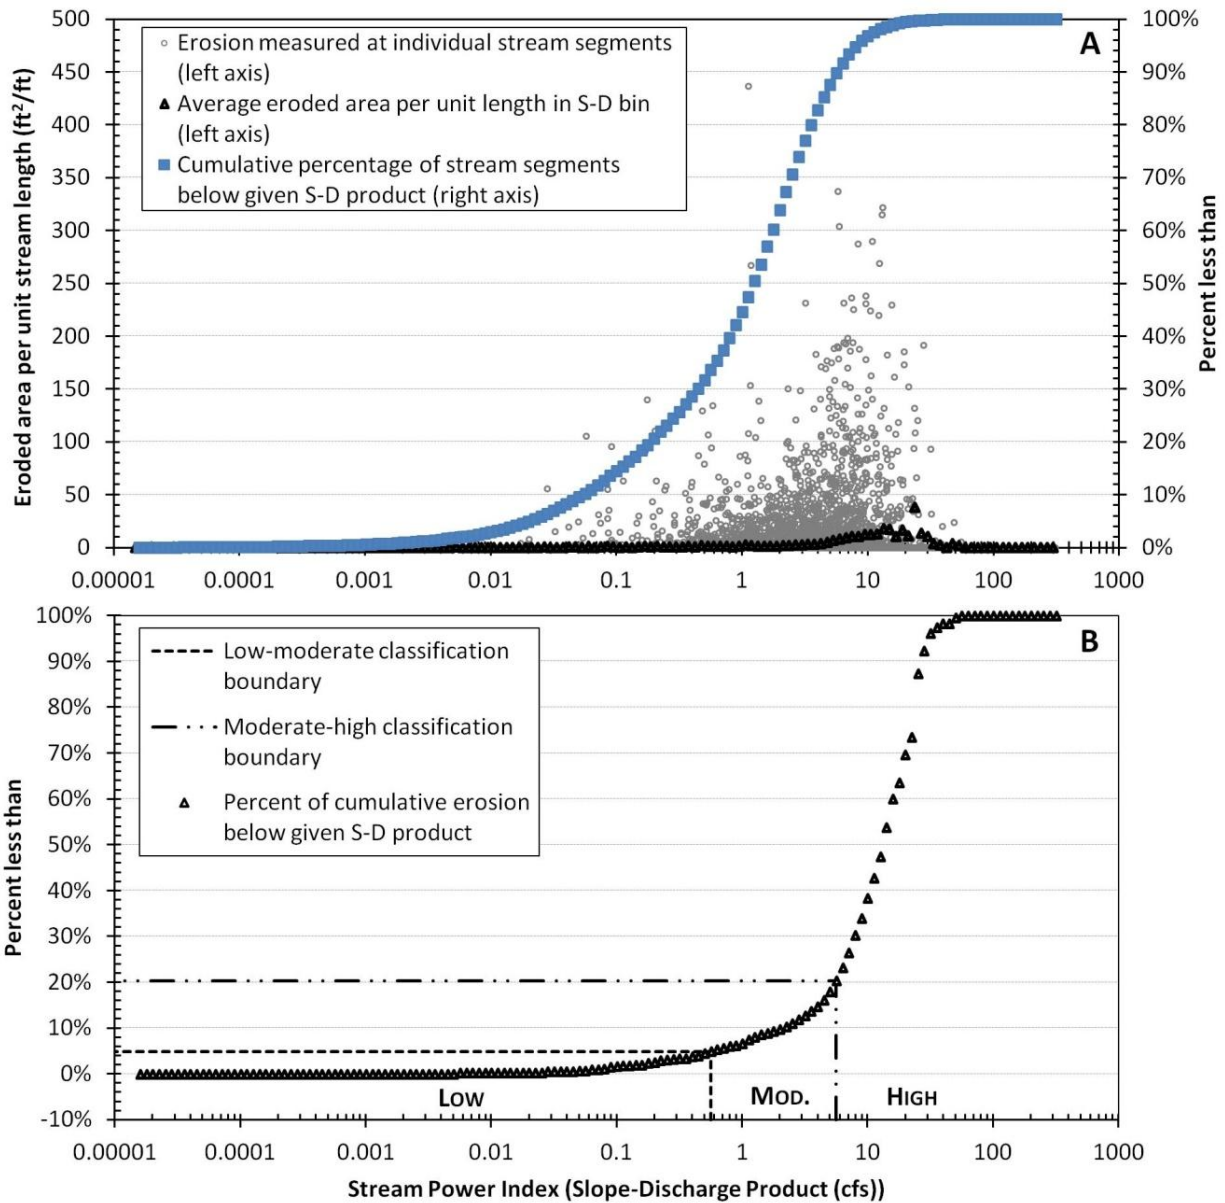 A
Erosion measured at individual stream segments
(left axis)
Average eroded area per unit length in S-D bin
(left axis)
Cumulative percentage of stream segments
below given S-D product (right axis)
Eroded area per unit stream length (ft²/ft)
500
450
400
350
300
250
200
150
100
50
0
100%
90%
80%
70%
60%
50%
40%
30%
20%
10%
0%
Percent less than
0.00001 0.0001 0.001 0.01 0.1 1 10 100 1000
B
Low-moderate classification
boundary
Moderate-high classification
boundary
Percent of cumulative erosion
below given S-D product
Percent less than
100%
90%
80%
70%
60%
50%
40%
30%
20%
10%
0%
-10%
LOW MOD. HIGH
0.00001 0.0001 0.001 0.01 0.1 1 10 100 1000
Stream Power Index (Slope-Discharge Product (cfs))